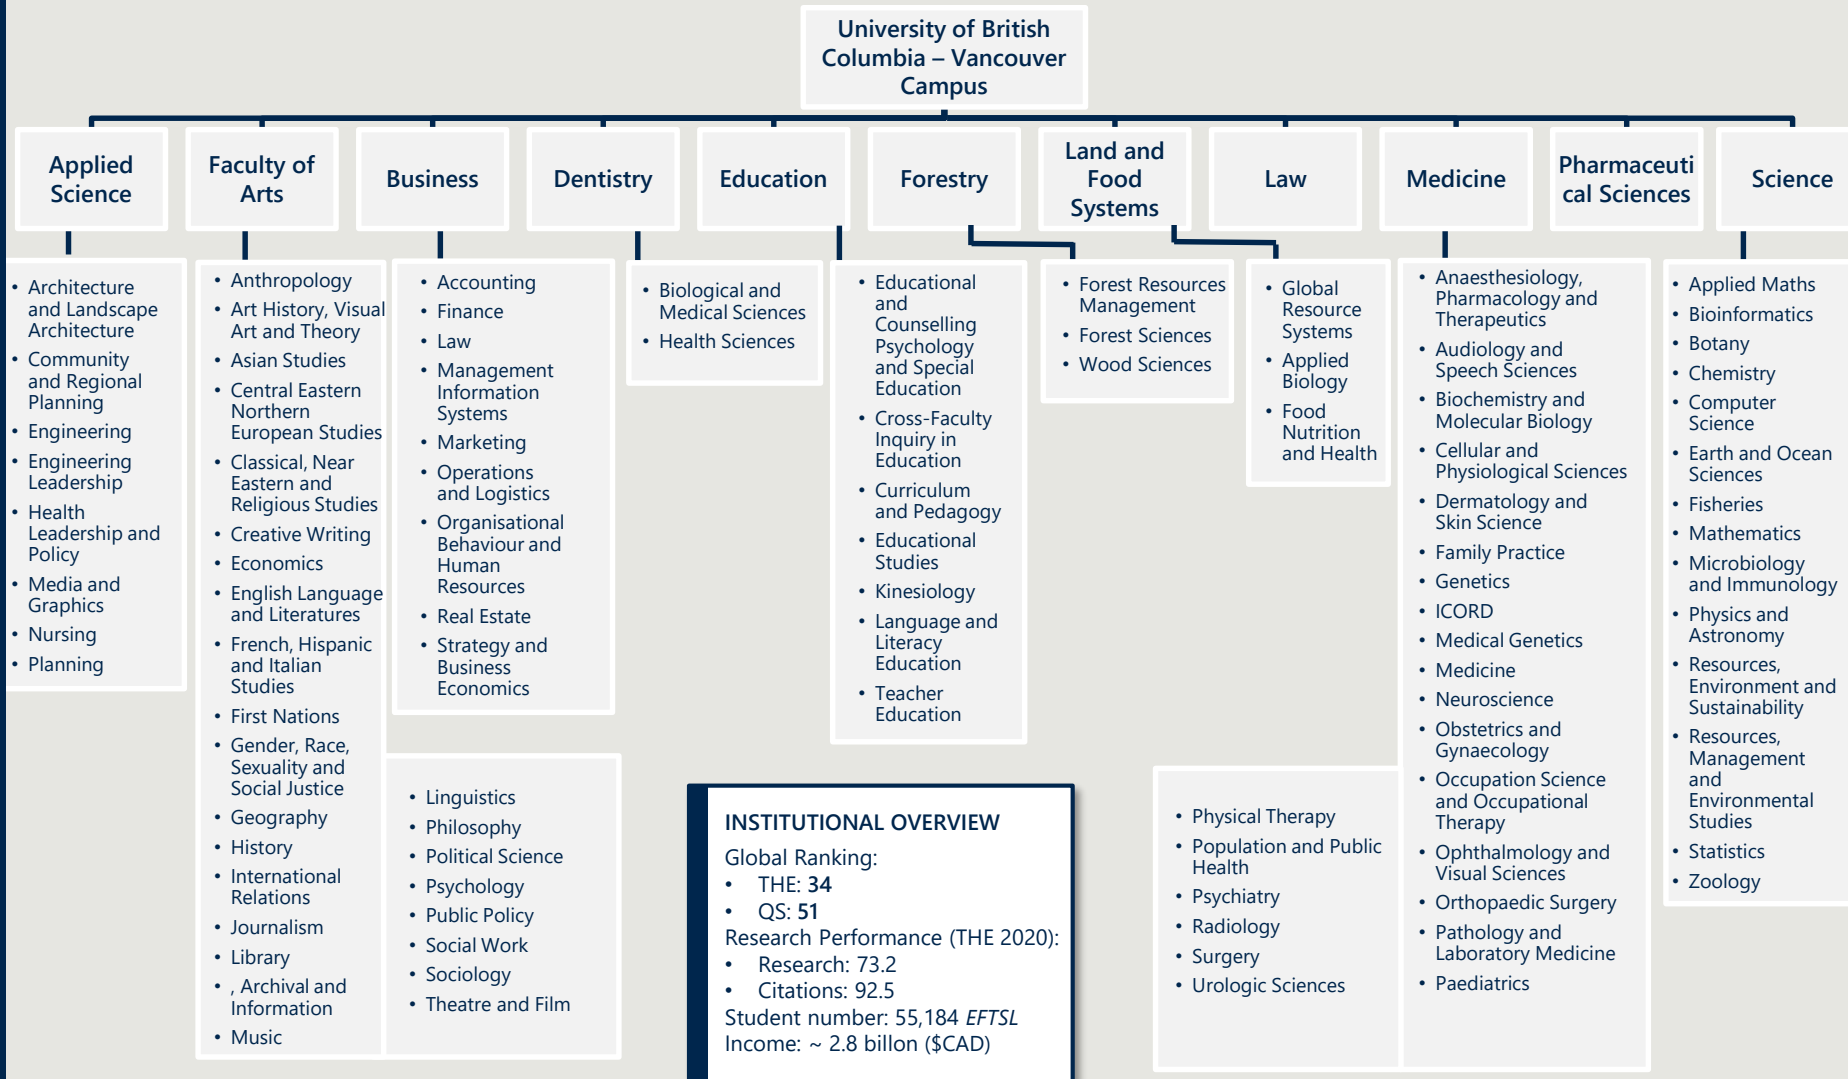 University of British
Columbia – Vancouver
Campus
Applied
Science
Faculty of
Arts
Business
Dentistry
Education
Forestry
Land and
Food
Systems
Law
Medicine
Pharmaceuti
cal Sciences
Science
• Architecture
and Landscape
Architecture
• Community
and Regional
Planning
• Engineering
• Engineering
Leadership
• Health
Leadership and
Policy
• Media and
Graphics
• Nursing
• Planning
• Anthropology
• Art History, Visual
Art and Theory
• Asian Studies
• Central Eastern
Northern
European Studies
• Classical, Near
Eastern and
Religious Studies
• Creative Writing
• Economics
• English Language
and Literatures
• French, Hispanic
and Italian
Studies
• First Nations
• Gender, Race,
Sexuality and
Social Justice
• Geography
• History
• International
Relations
• Journalism
• Library
• , Archival and
Information
• Music
• Linguistics
• Philosophy
• Political Science
• Psychology
• Public Policy
• Social Work
• Sociology
• Theatre and Film
• Accounting
• Finance
• Law
• Management
Information
Systems
• Marketing
• Operations
and Logistics
• Organisational
Behaviour and
Human
Resources
• Real Estate
• Strategy and
Business
Economics
• Biological and
Medical Sciences
• Health Sciences
• Educational
and
Counselling
Psychology
and Special
Education
• Cross-Faculty
Inquiry in
Education
• Curriculum
and Pedagogy
• Educational
Studies
• Kinesiology
• Language and
Literacy
Education
• Teacher
Education
• Forest Resources
Management
• Forest Sciences
• Wood Sciences
• Global
Resource
Systems
• Applied
Biology
• Food
Nutrition
and Health
• Anaesthesiology,
Pharmacology and
Therapeutics
• Audiology and
Speech Sciences
• Biochemistry and
Molecular Biology
• Cellular and
Physiological Sciences
• Dermatology and
Skin Science
• Family Practice
• Genetics
• ICORD
• Medical Genetics
• Medicine
• Neuroscience
• Obstetrics and
Gynaecology
• Occupation Science
and Occupational
Therapy
• Ophthalmology and
Visual Sciences
• Orthopaedic Surgery
• Pathology and
Laboratory Medicine
• Paediatrics
• Physical Therapy
• Population and Public
Health
• Psychiatry
• Radiology
• Surgery
• Urologic Sciences
• Applied Maths
• Bioinformatics
• Botany
• Chemistry
• Computer
Science
• Earth and Ocean
Sciences
• Fisheries
• Mathematics
• Microbiology
and Immunology
• Physics and
Astronomy
• Resources,
Environment and
Sustainability
• Resources,
Management
and
Environmental
Studies
• Statistics
• Zoology
INSTITUTIONAL OVERVIEW
Global Ranking:
• THE: 34
• QS: 51
Research Performance (THE 2020):
• Research: 73.2
• Citations: 92.5
Student number: 55,184 EFTSL
Income: ~ 2.8 billon ($CAD)